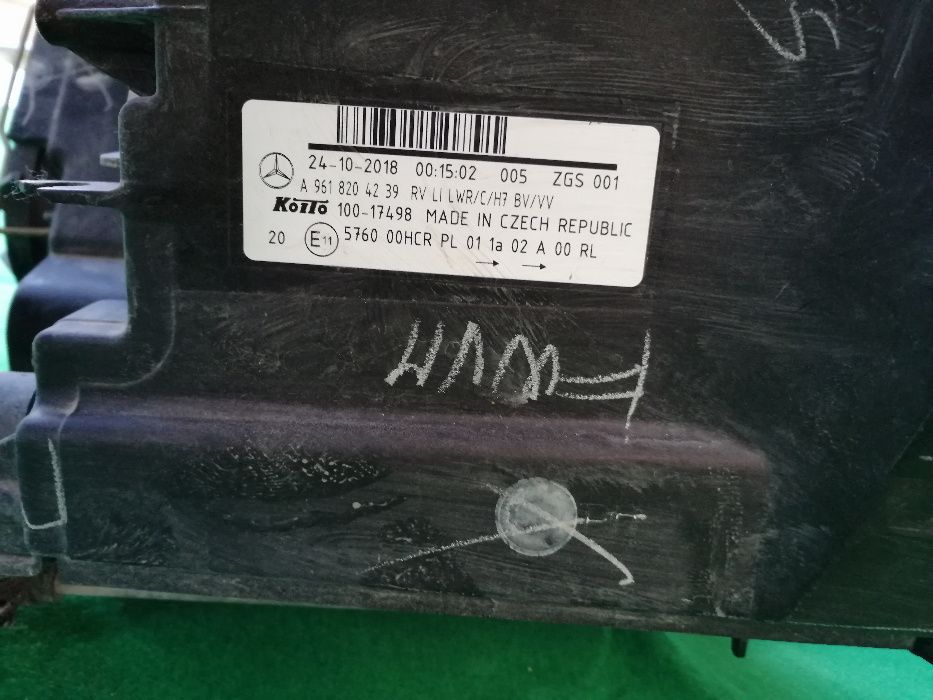 24-10-2018 00:15:02 005 ZGS 001
A 961 820 42 39 RV LI LWR/C/H7 BV/VV
KOITO 100-17498 MADE IN CZECH REPUBLIC
20 E11 5760 00HCR PL 01 1a 02 A 00 RL